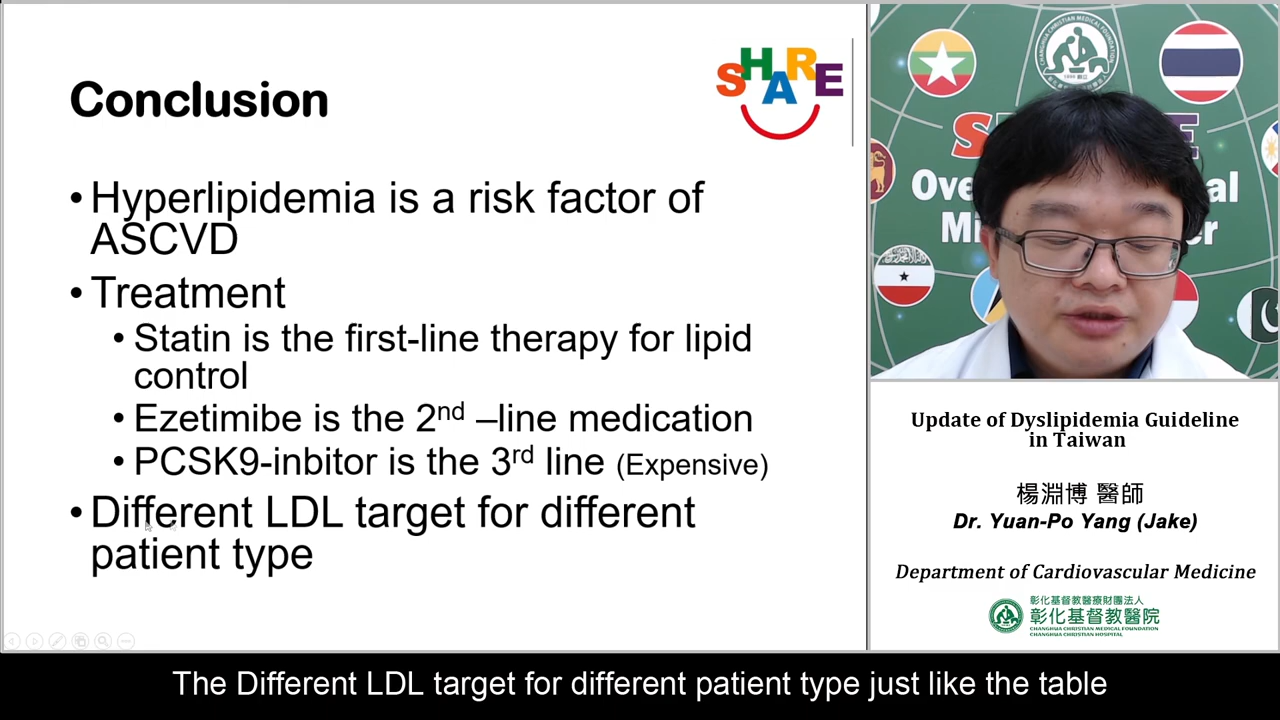 Conclusion
SHARE
• Hyperlipidemia is a risk factor of
ASCVD
• Treatment
• Statin is the first-line therapy for lipid
control
• Ezetimibe is the 2nd –line medication
• PCSK9-inbitor is the 3rd line (Expensive)
• Different LDL target for different
patient type
Update of Dyslipidemia Guideline
in Taiwan
楊淵博 醫師
Dr. Yuan-Po Yang (Jake)
Department of Cardiovascular Medicine
彰化基督教醫療財團法人
彰化基督教醫院
CHANGHUA CHRISTIAN MEDICAL FOUNDATION
CHANGHUA CHRISTIAN HOSPITAL
The Different LDL target for different patient type just like the table